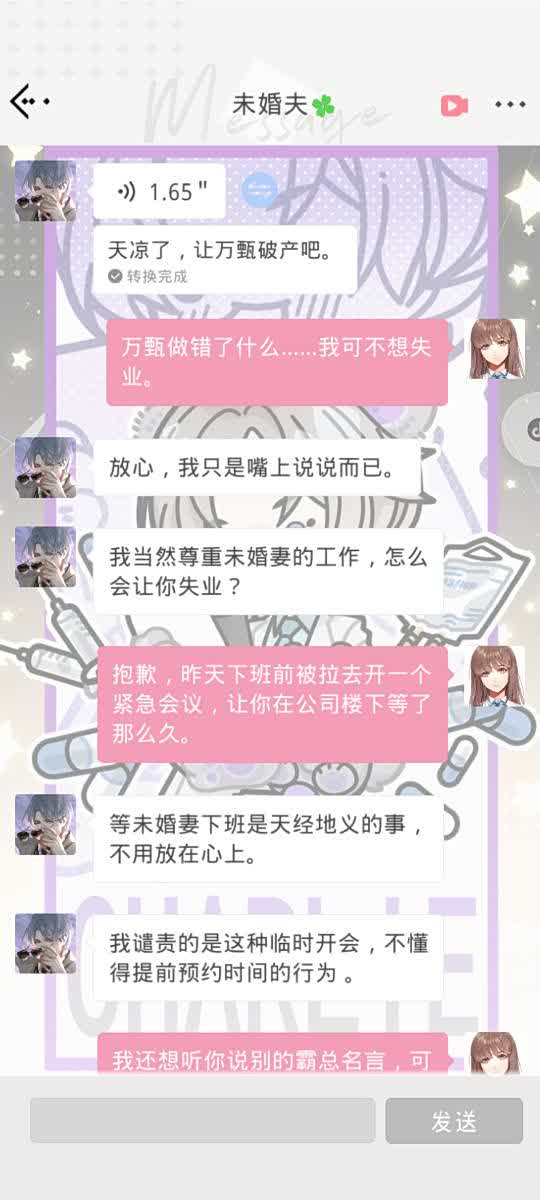 未婚夫🍀
Message
1.65"
天凉了，让万甄破产吧。
转换完成
万甄做错了什么……我可不想失
业。
放心，我只是嘴上说说而已。
我当然尊重未婚妻的工作，怎么
会让你失业？
抱歉，昨天下班前被拉去开一个
紧急会议，让你在公司楼下等了
那么久。
等未婚妻下班是天经地义的事，
不用放在心上。
我谴责的是这种临时开会，不懂
得提前预约时间的行为。
我还想听你说别的霸总名言，可
发送